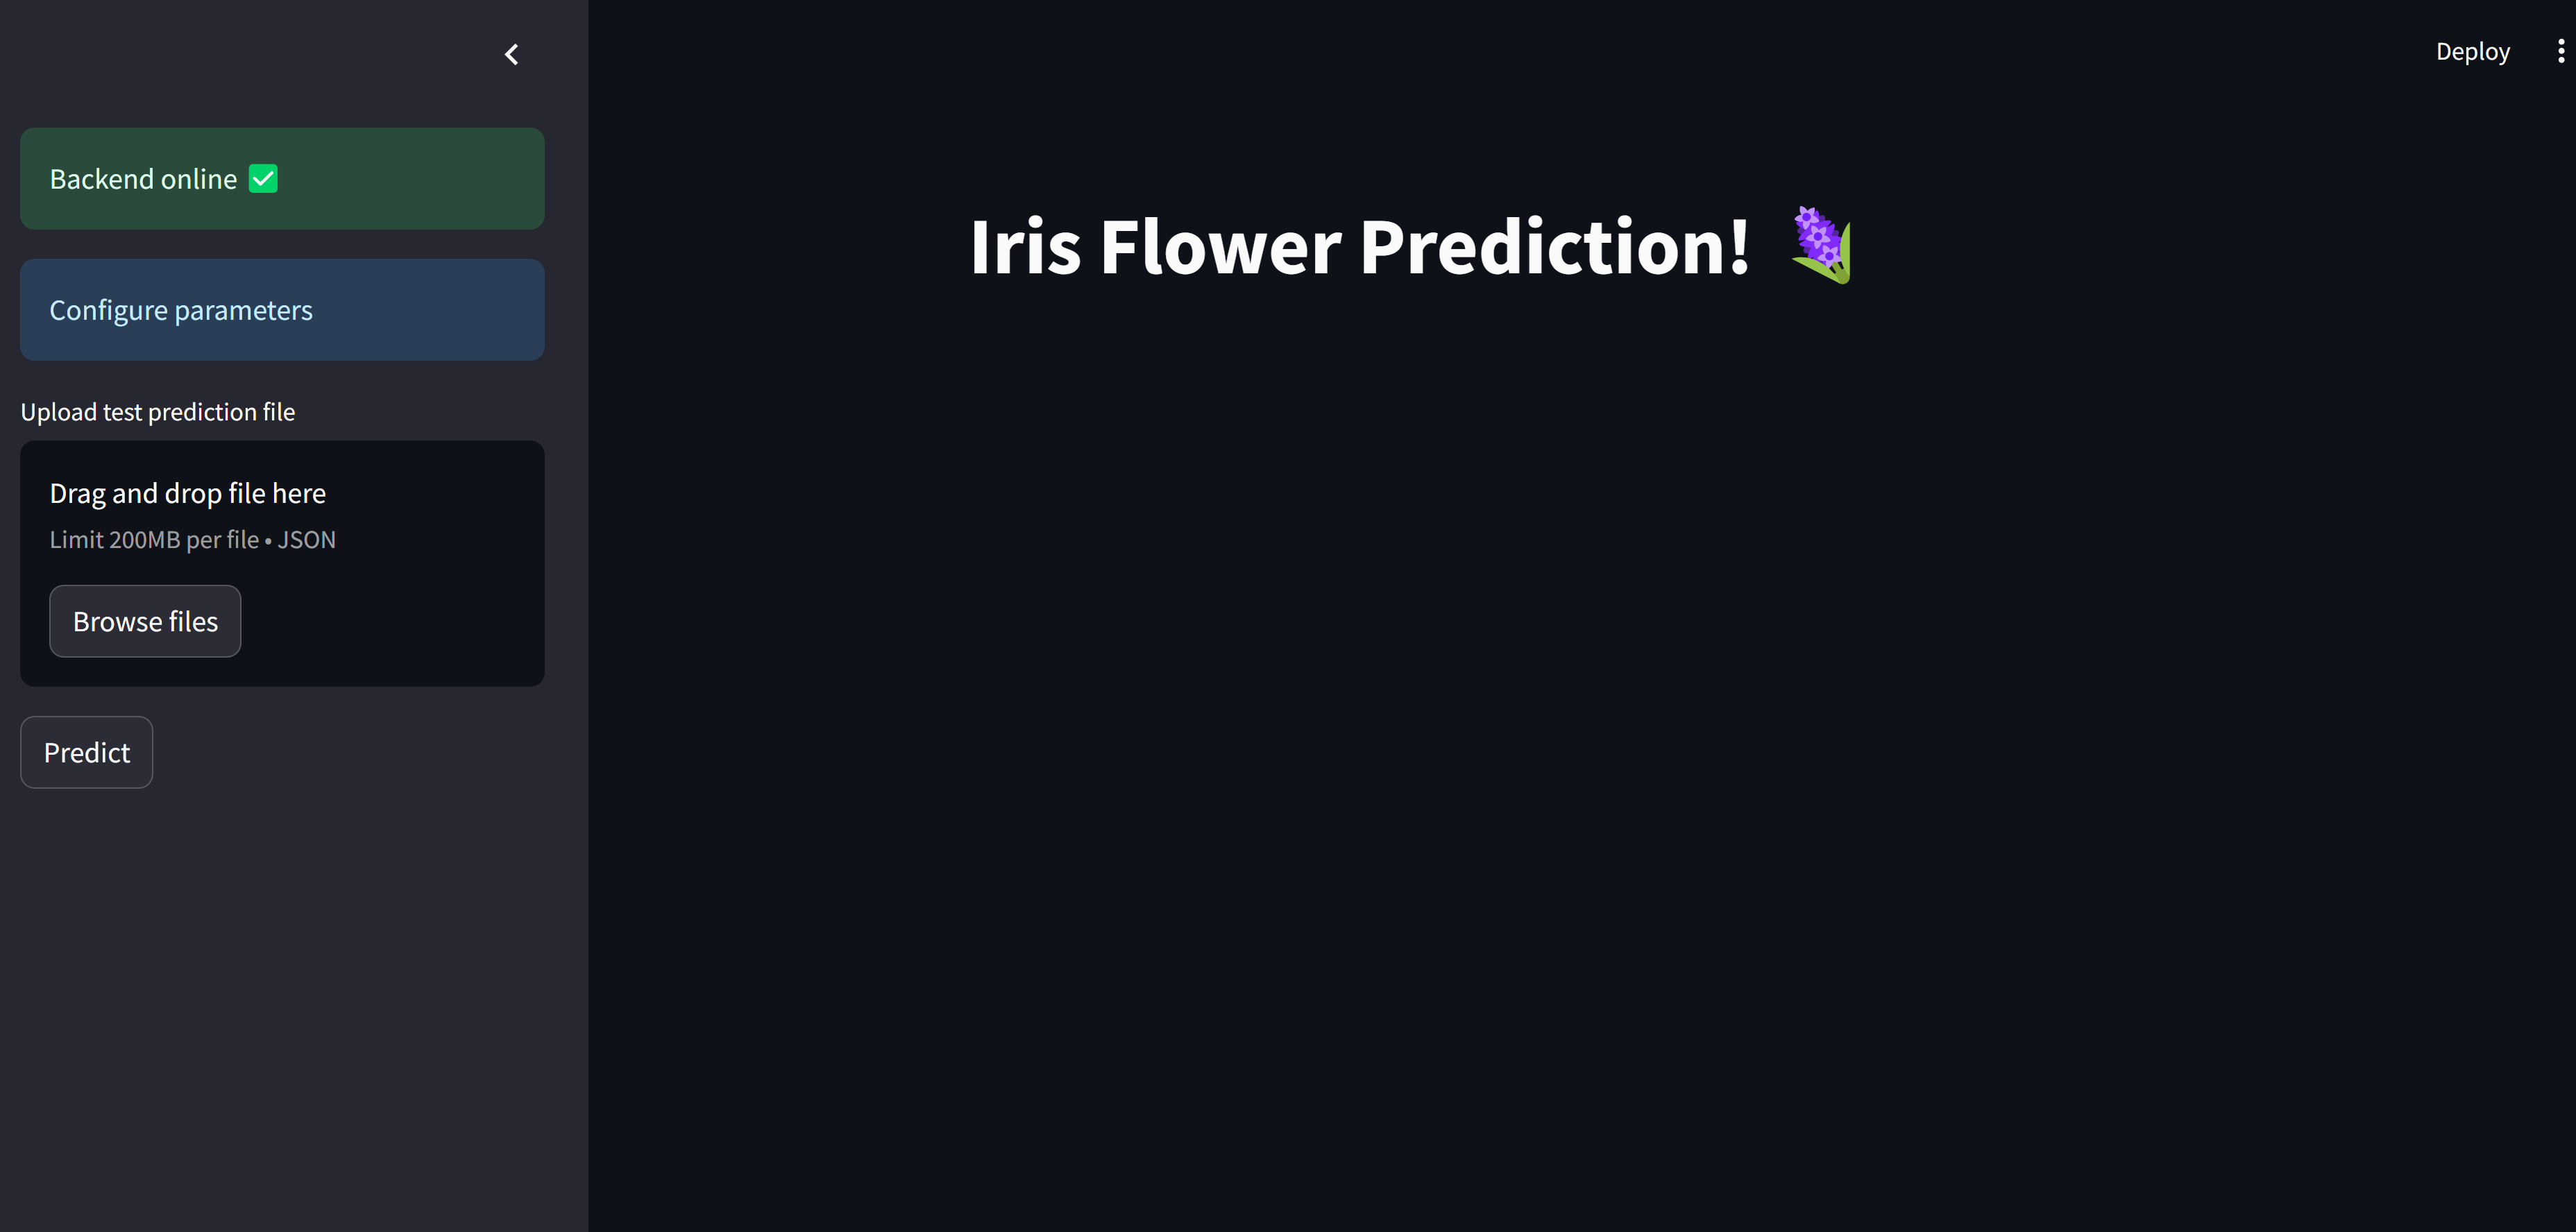 Deploy
Backend online ✅
Configure parameters
Upload test prediction file
Drag and drop file here
Limit 200MB per file • JSON
Browse files
Predict
Iris Flower Prediction! 🪻